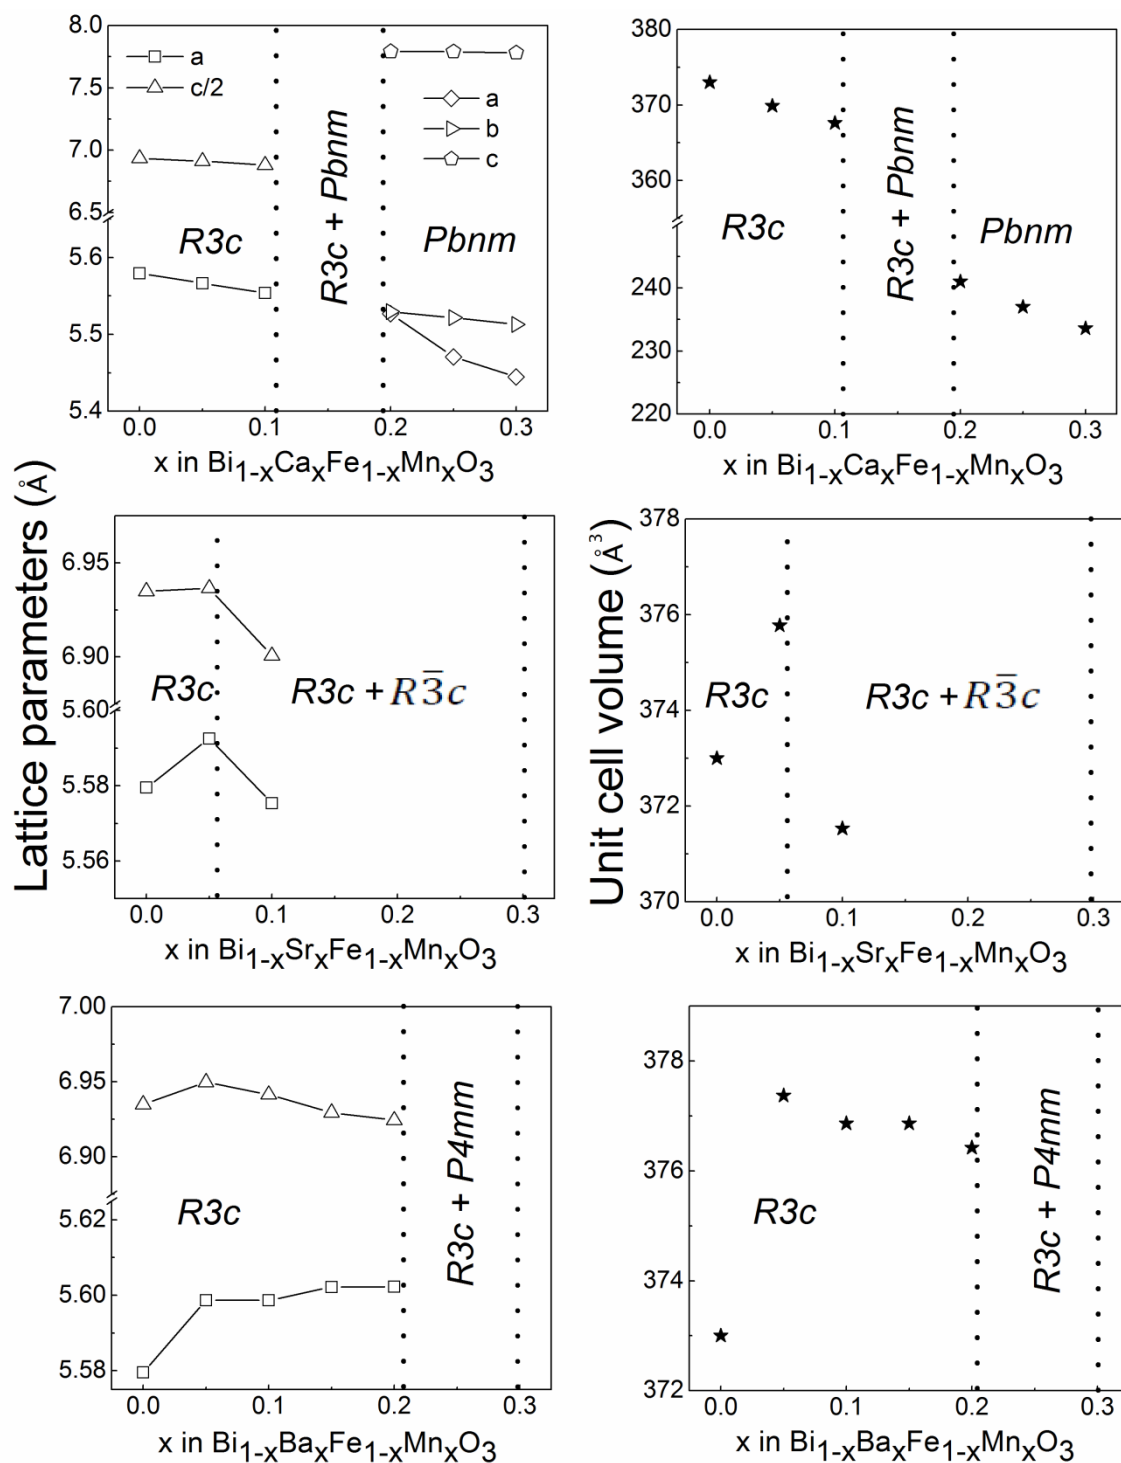 8.0
7.5
7.0
6.5
5.6
5.5
5.4
a
c/2
a
b
c
R3c
R3c + Pbnm
Pbnm
0.0 0.1 0.2 0.3
x in Bi1-xCaxFe1-xMnxO3
380
370
360
240
230
220
R3c
R3c + Pbnm
Pbnm
0.0 0.1 0.2 0.3
x in Bi1-xCaxFe1-xMnxO3
Lattice parameters (Å)
6.95
6.90
5.60
5.58
5.56
R3c
R3c + R3̅c
0.0 0.1 0.2 0.3
x in Bi1-xSrxFe1-xMnxO3
Unit cell volume (Å³)
378
376
374
372
370
R3c
R3c + R3̅c
0.0 0.1 0.2 0.3
x in Bi1-xSrxFe1-xMnxO3
7.00
6.95
6.90
5.62
5.60
5.58
R3c
R3c + P4mm
0.0 0.1 0.2 0.3
x in Bi1-xBaxFe1-xMnxO3
378
376
374
372
R3c
R3c + P4mm
0.0 0.1 0.2 0.3
x in Bi1-xBaxFe1-xMnxO3